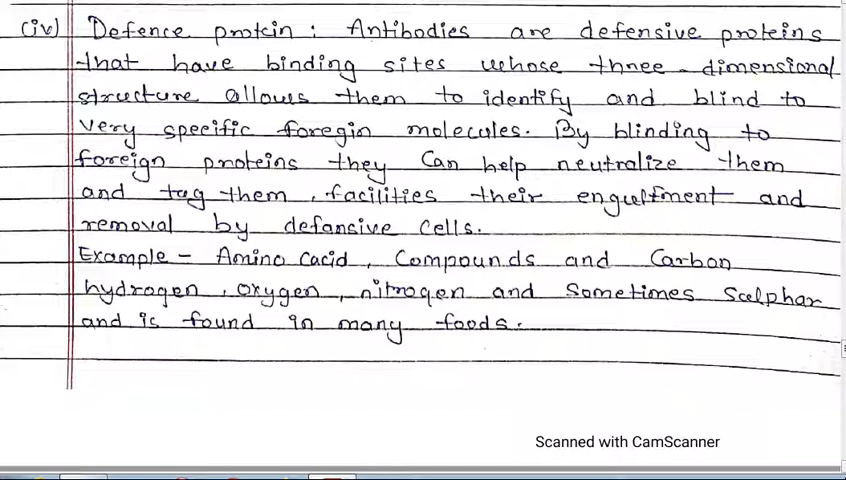 (iv) Defence protein : Antibodies are defensive proteins
that have binding sites whose three - dimensional
structure allows them to identify and blind to
very specific foregin molecules. By blinding to
foreign proteins they Can help neutralize them
and tag them , facilities their engulfment and
removal by defansive cells.
Example - Amino cacid , Compounds and Carbon
hydrogen , oxygen , nitrogen and Sometimes Sulphar
and is found in many foods.
Scanned with CamScanner